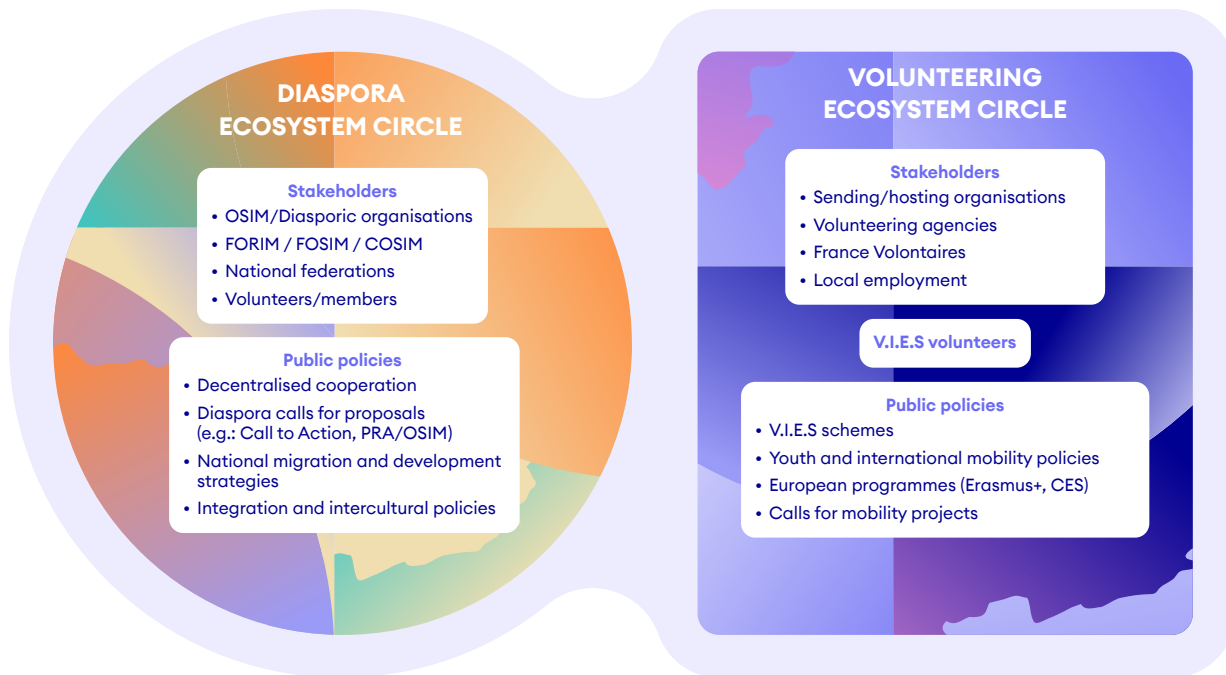 DIASPORA
ECOSYSTEM CIRCLE
Stakeholders
• OSIM/Diasporic organisations
• FORIM / FOSIM / COSIM
• National federations
• Volunteers/members
Public policies
• Decentralised cooperation
• Diaspora calls for proposals
(e.g.: Call to Action, PRA/OSIM)
• National migration and development
strategies
• Integration and intercultural policies
VOLUNTEERING
ECOSYSTEM CIRCLE
Stakeholders
• Sending/hosting organisations
• Volunteering agencies
• France Volontaires
• Local employment
V.I.E.S volunteers
Public policies
• V.I.E.S schemes
• Youth and international mobility policies
• European programmes (Erasmus+, CES)
• Calls for mobility projects